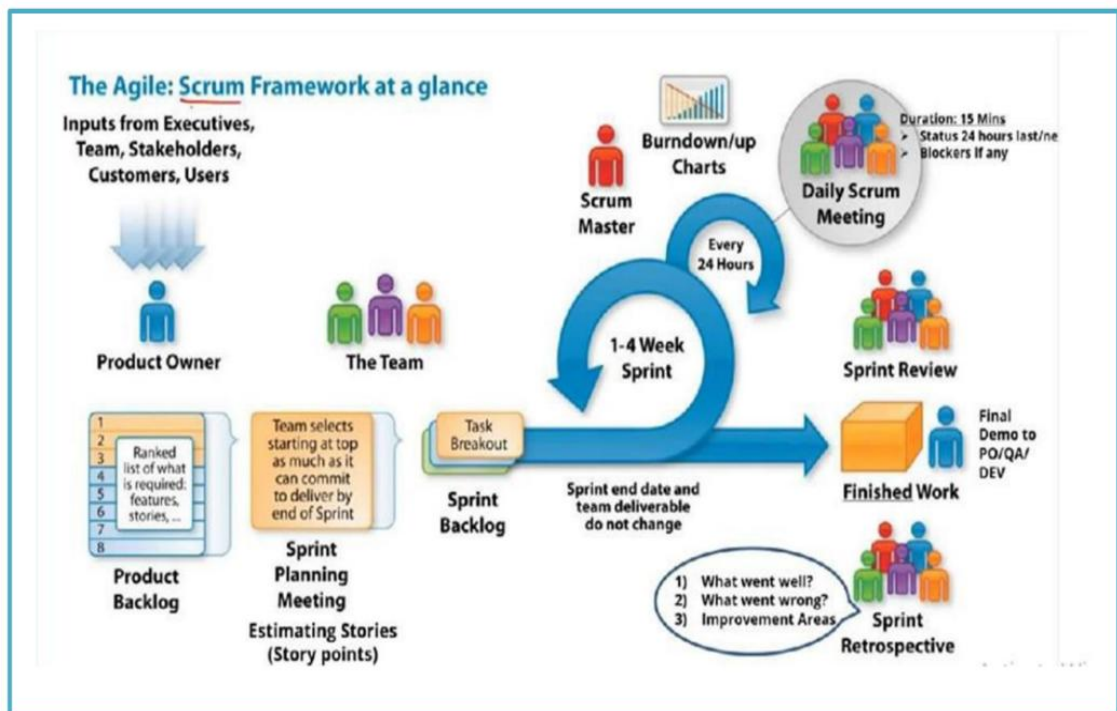 The Agile: Scrum Framework at a glance
Inputs from Executives,
Team, Stakeholders,
Customers, Users
Product Owner
The Team
1
2
3
4
5
6
7
8
Ranked
list of what
is required:
features,
stories, ...
Product
Backlog
Team selects
starting at top
as much as it
can commit
to deliver by
end of Sprint
Sprint
Planning
Meeting
Estimating Stories
(Story points)
Task
Breakout
Sprint
Backlog
Scrum
Master
Burndown/up
Charts
Every
24 Hours
1-4 Week
Sprint
Sprint end date and
team deliverable
do not change
Daily Scrum
Meeting
Duration: 15 Mins
➢ Status 24 hours last/ne
➢ Blockers if any
Sprint Review
Finished Work
Final
Demo to
PO/QA/
DEV
1) What went well?
2) What went wrong?
3) Improvement Areas
Sprint
Retrospective